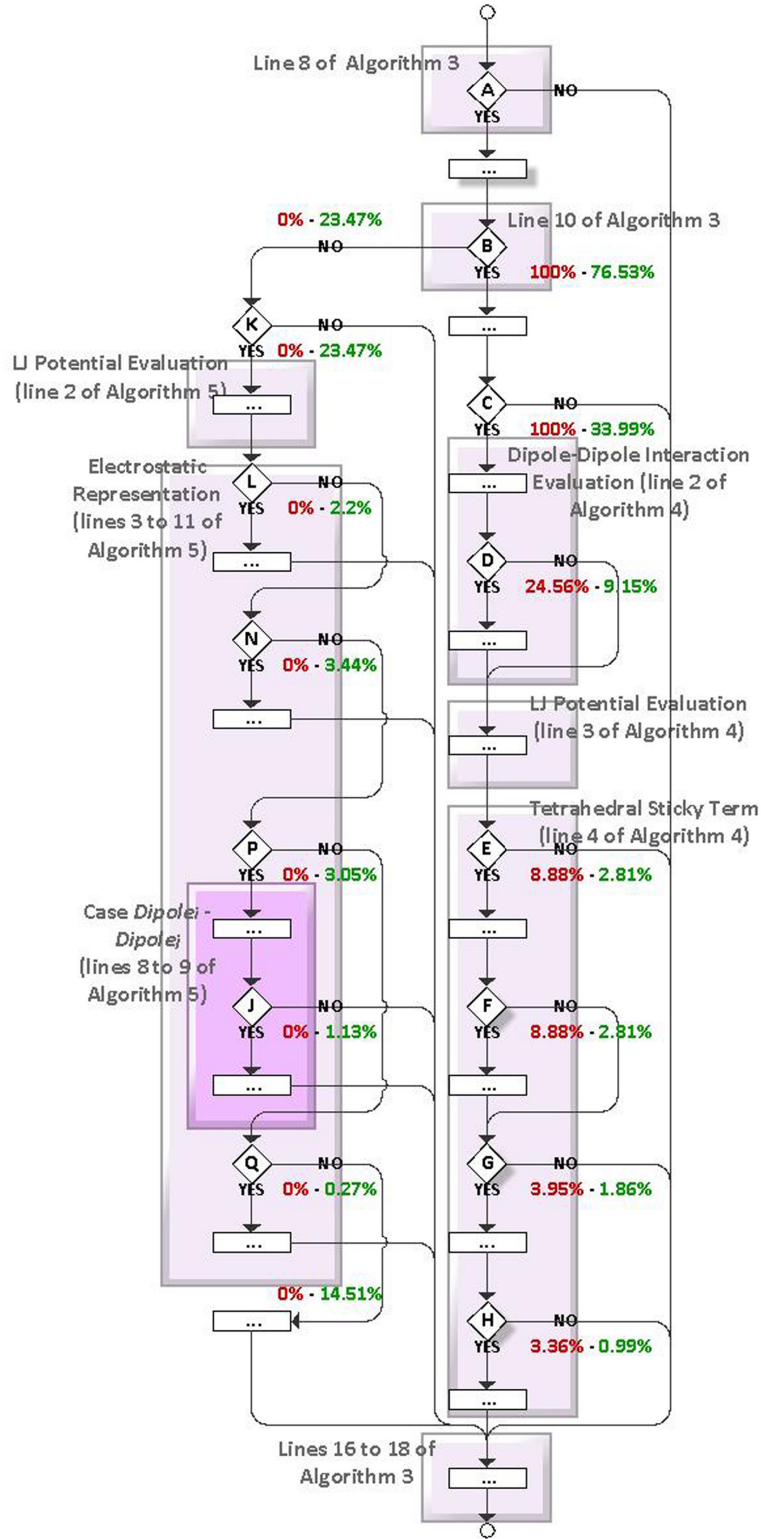 Line 8 of Algorithm 3
A
NO
YES
...
0% - 23.47%
Line 10 of Algorithm 3
NO
B
YES
100% - 76.53%
K
NO
YES
0% - 23.47%
...
LJ Potential Evaluation
(line 2 of Algorithm 5)
...
C
NO
YES
100% - 33.99%
Electrostatic
Representation
(lines 3 to 11 of
Algorithm 5)
L
NO
YES
0% - 2.2%
...
Dipole-Dipole Interaction
Evaluation (line 2 of
Algorithm 4)
...
D
NO
YES
24.56% - 9.15%
...
N
NO
YES
0% - 3.44%
...
LJ Potential Evaluation
(line 3 of Algorithm 4)
...
Tetrahedral Sticky Term
(line 4 of Algorithm 4)
P
NO
YES
0% - 3.05%
E
NO
YES
8.88% - 2.81%
Case Dipolei -
Dipolej
(lines 8 to 9 of
Algorithm 5)
...
...
J
NO
YES
0% - 1.13%
...
F
NO
YES
8.88% - 2.81%
...
Q
NO
YES
0% - 0.27%
...
G
NO
YES
3.95% - 1.86%
...
0% - 14.51%
...
H
NO
YES
3.36% - 0.99%
...
Lines 16 to 18 of
Algorithm 3
...